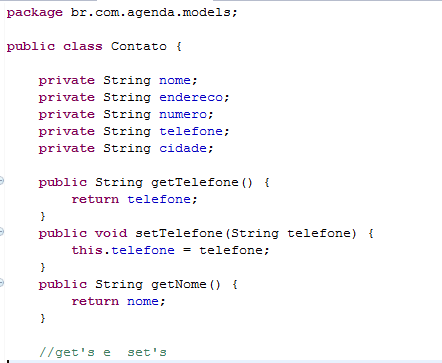 package br.com.agenda.models;
public class Contato {
private String nome;
private String endereco;
private String numero;
private String telefone;
private String cidade;
public String getTelefone() {
return telefone;
}
public void setTelefone(String telefone) {
this.telefone = telefone;
}
public String getNome() {
return nome;
}
//get's e  set's